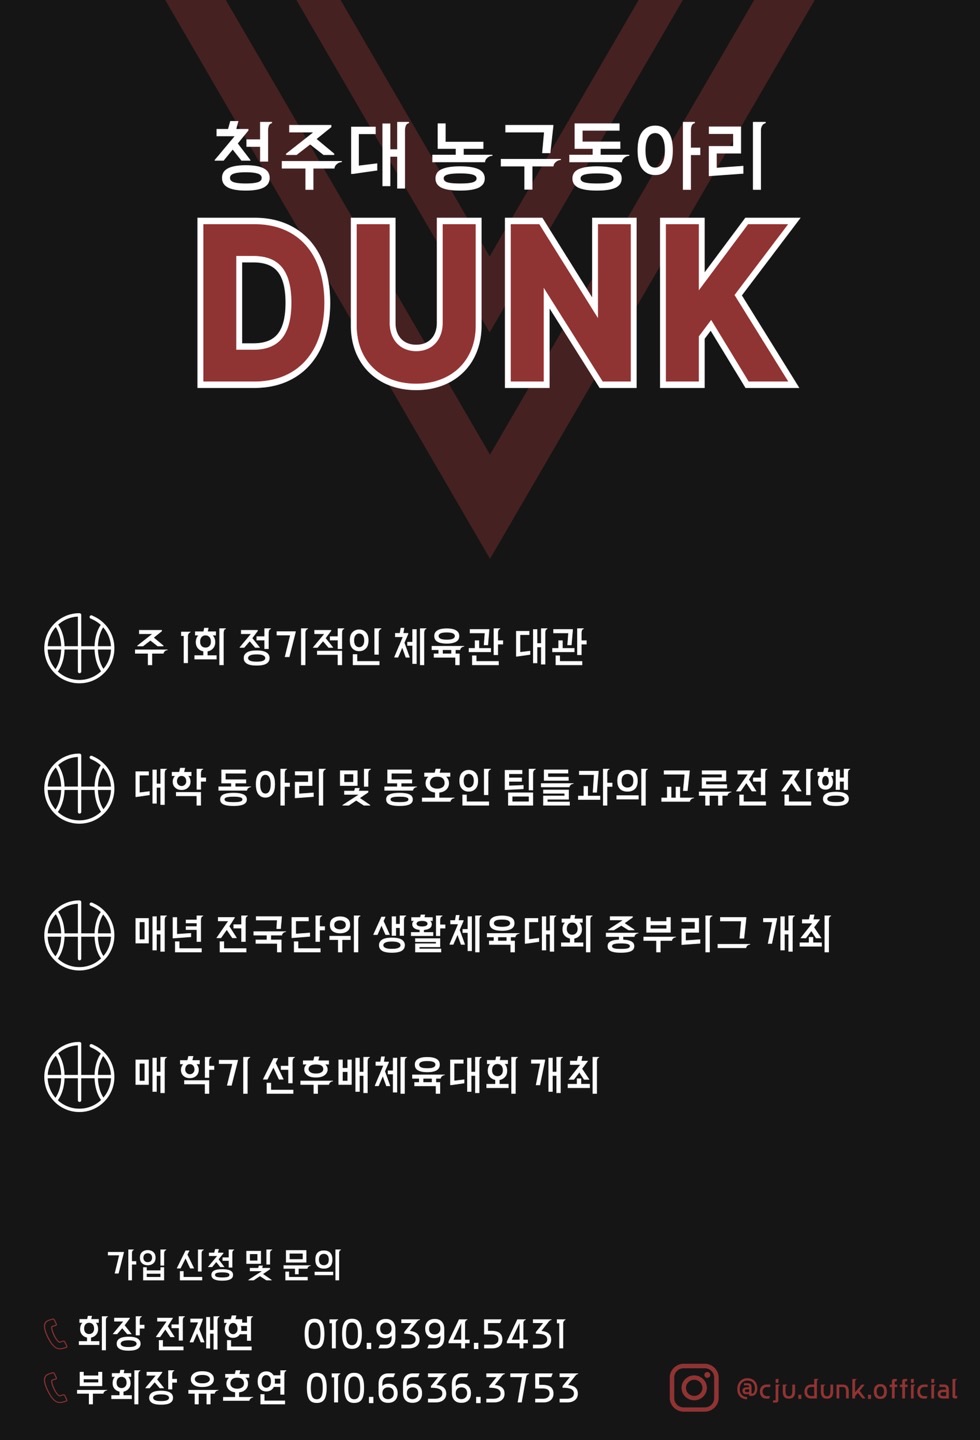 청주대 농구동아리
DUNK
주 1회 정기적인 체육관 대관
대학 동아리 및 동호인 팀들과의 교류전 진행
매년 전국단위 생활체육대회 중부리그 개최
매 학기 선후배체육대회 개최
가입 신청 및 문의
회장 전재현 010.9394.5431
부회장 유호연 010.6636.3753
@cju.dunk.official